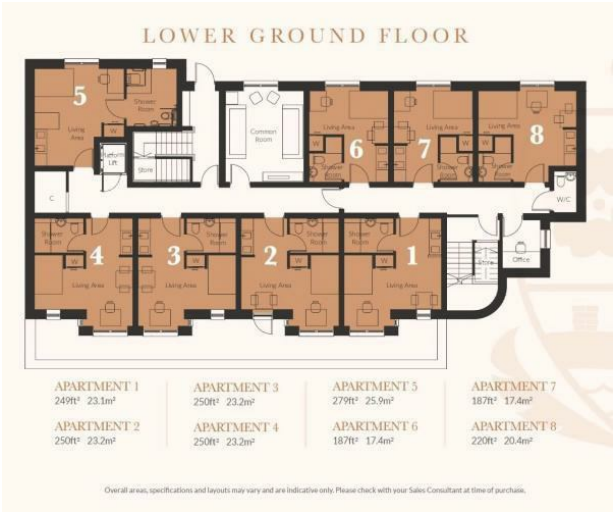 LOWER GROUND FLOOR
5
Shower
Room
Living
Area
W
Platform
Lift
Store
Common
Room
Living Area
W
6
Shower
Room
Living Area
W
7
Shower
Room
Living Area
8
W
Shower
Room
C
W/C
Office
Shower
Room
4
W
Living Area
3
Shower
Room
W
Living Area
2
Shower
Room
W
Living Area
Shower
Room
1
W
Living Area
APARTMENT 1
249ft² 23.1m²
APARTMENT 2
250ft² 23.2m²
APARTMENT 3
250ft² 23.2m²
APARTMENT 4
250ft² 23.2m²
APARTMENT 5
279ft² 25.9m²
APARTMENT 6
187ft² 17.4m²
APARTMENT 7
187ft² 17.4m²
APARTMENT 8
220ft² 20.4m²
Overall areas, specifications and layouts may vary and are indicative only. Please check with your Sales Consultant at time of purchase.